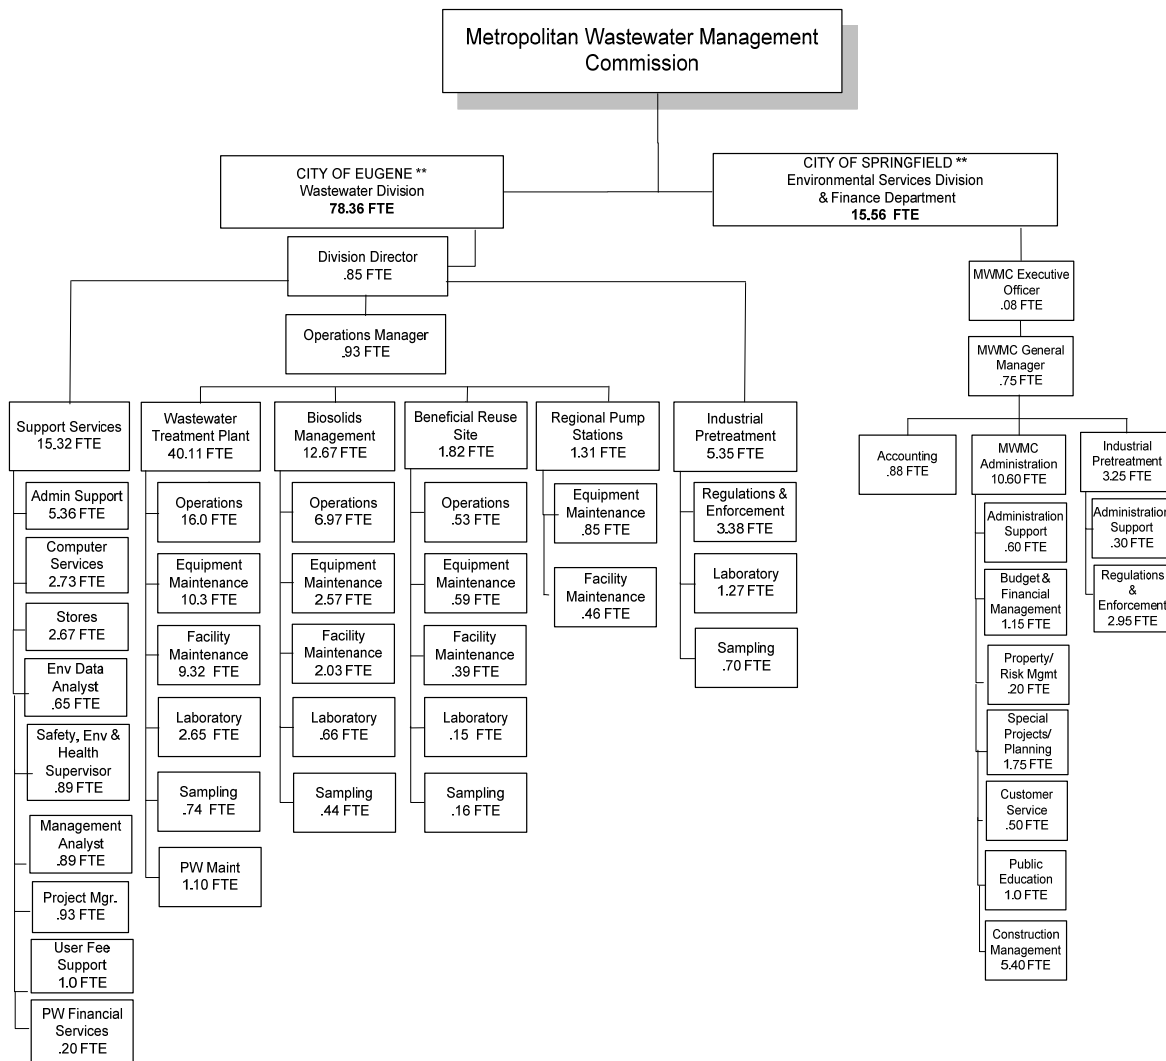 Metropolitan Wastewater Management
Commission
CITY OF EUGENE **
Wastewater Division
78.36 FTE
CITY OF SPRINGFIELD **
Environmental Services Division
& Finance Department
15.56 FTE
Division Director
.85 FTE
Operations Manager
.93 FTE
MWMC Executive
Officer
.08 FTE
MWMC General
Manager
.75 FTE
Support Services
15.32 FTE
Admin Support
5.36 FTE
Computer
Services
2.73 FTE
Stores
2.67 FTE
Env Data
Analyst
.65 FTE
Safety, Env &
Health
Supervisor
.89 FTE
Management
Analyst
.89 FTE
Project Mgr.
.93 FTE
User Fee
Support
1.0 FTE
PW Financial
Services
.20 FTE
Wastewater
Treatment Plant
40.11 FTE
Operations
16.0 FTE
Equipment
Maintenance
10.3 FTE
Facility
Maintenance
9.32 FTE
Laboratory
2.65 FTE
Sampling
.74 FTE
PW Maint
1.10 FTE
Biosolids
Management
12.67 FTE
Operations
6.97 FTE
Equipment
Maintenance
2.57 FTE
Facility
Maintenance
2.03 FTE
Laboratory
.66 FTE
Sampling
.44 FTE
Beneficial Reuse
Site
1.82 FTE
Operations
.53 FTE
Equipment
Maintenance
.59 FTE
Facility
Maintenance
.39 FTE
Laboratory
.15 FTE
Sampling
.16 FTE
Regional Pump
Stations
1.31 FTE
Equipment
Maintenance
.85 FTE
Facility
Maintenance
.46 FTE
Industrial
Pretreatment
5.35 FTE
Regulations &
Enforcement
3.38 FTE
Laboratory
1.27 FTE
Sampling
.70 FTE
Accounting
.88 FTE
MWMC
Administration
10.60 FTE
Administration
Support
.60 FTE
Budget &
Financial
Management
1.15 FTE
Property/
Risk Mgmt
.20 FTE
Special
Projects/
Planning
1.75 FTE
Customer
Service
.50 FTE
Public
Education
1.0 FTE
Construction
Management
5.40 FTE
Industrial
Pretreatment
3.25 FTE
Administration
Support
.30 FTE
Regulations
&
Enforcement
2.95 FTE